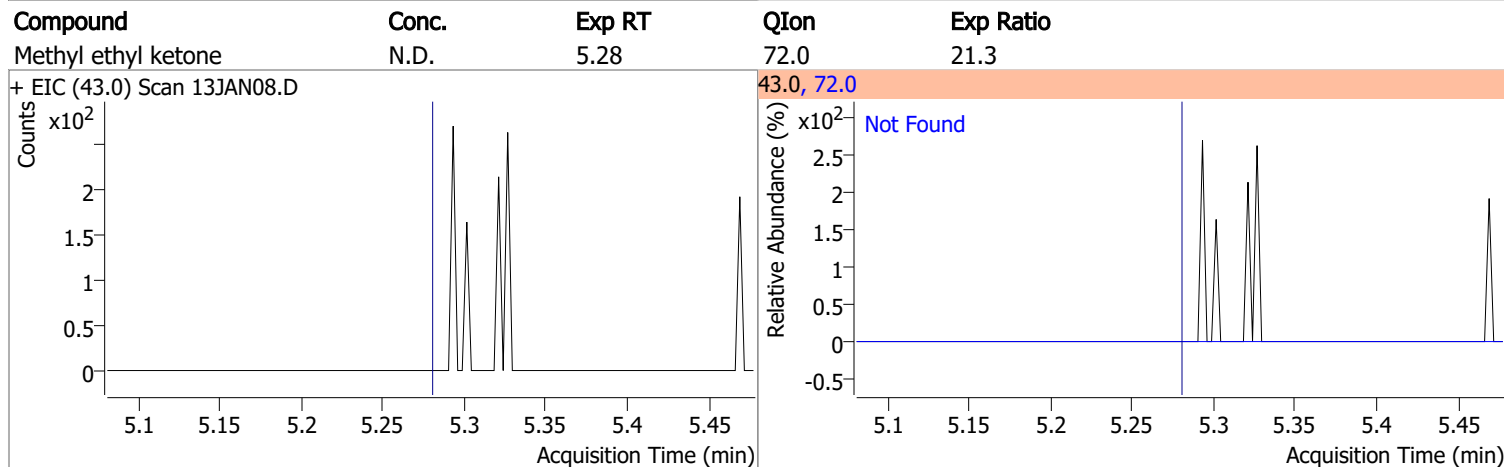 Compound Conc. Exp RT QIon Exp Ratio
Methyl ethyl ketone N.D. 5.28 72.0 21.3
+ EIC (43.0) Scan 13JAN08.D
Counts
x10²
2
1.5
1
0.5
0
5.1 5.15 5.2 5.25 5.3 5.35 5.4 5.45
Acquisition Time (min)
43.0, 72.0
Relative Abundance (%)
x10²
Not Found
2.5
2
1.5
1
0.5
0
-0.5
5.1 5.15 5.2 5.25 5.3 5.35 5.4 5.45
Acquisition Time (min)